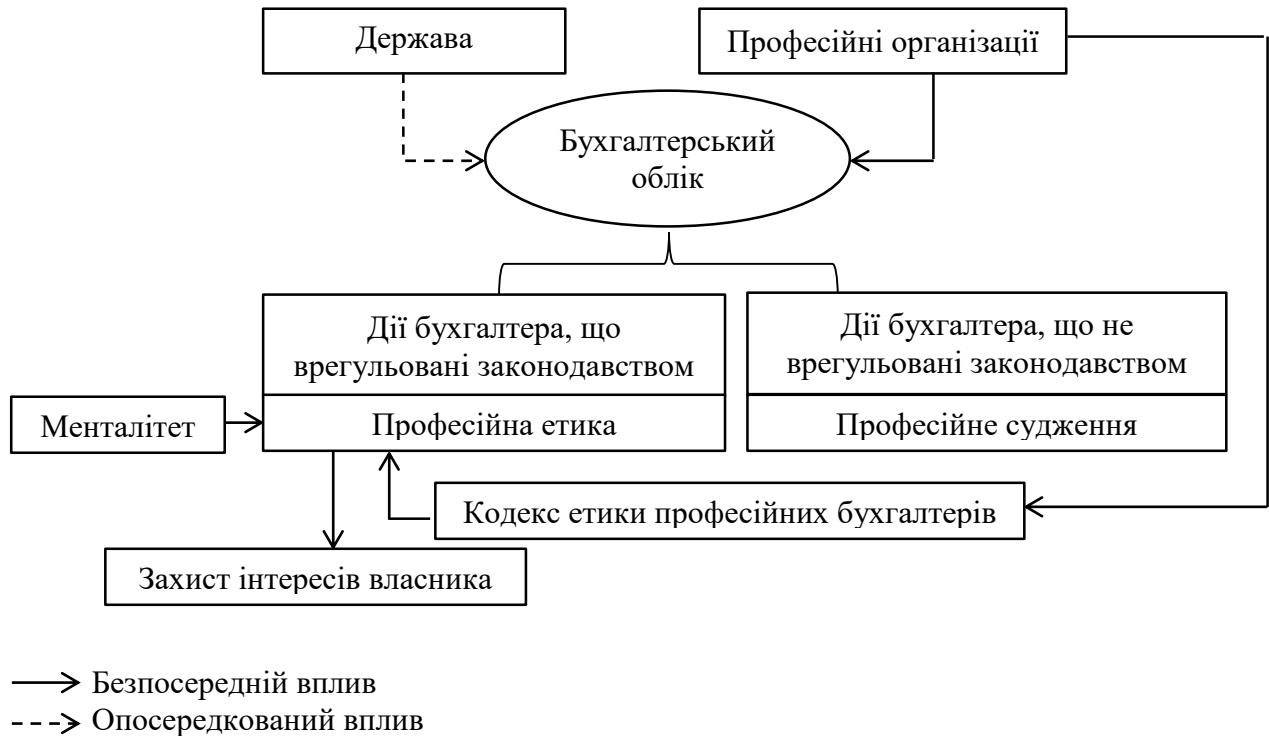 Держава
Професійні організації
Бухгалтерський
облік
Дії бухгалтера, що
врегульовані законодавством
Дії бухгалтера, що не
врегульовані законодавством
Менталітет
Професійна етика
Професійне судження
Кодекс етики професійних бухгалтерів
Захист інтересів власника
Безпосередній вплив
Опосередкований вплив